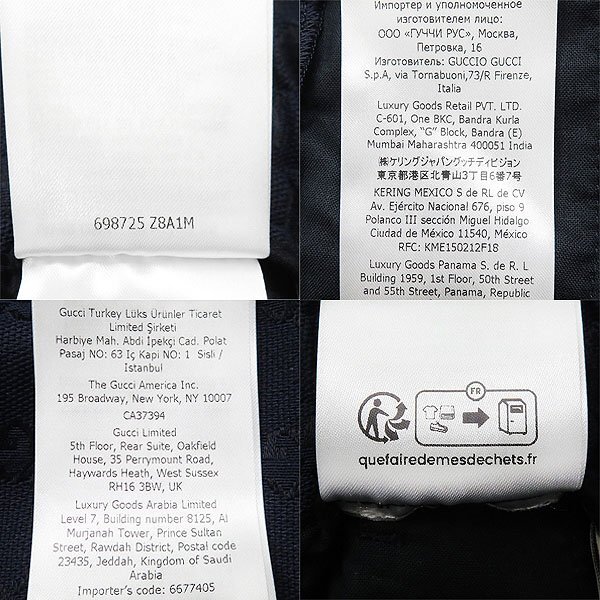 698725 Z8A1M
Импортер и уполномоченное
изготовителем лицо:
ООО «ГУЧЧИ РУС», Москва,
Петровка, 16
Изготовитель: GUCCIO GUCCI
S.p.A, via Tornabuoni,73/R Firenze,
Italia
Luxury Goods Retail PVT. LTD.
C-601, One BKC, Bandra Kurla
Complex, “G” Block, Bandra (E)
Mumbai Maharashtra 400051 India
㈱ケリングジャパングッチディビジョン
東京都港区北青山3丁目6番7号
KERING MEXICO S de RL de CV
Av. Ejército Nacional 676, piso 9
Polanco III sección Miguel Hidalgo
Ciudad de México 11540, México
RFC: KME150212F18
Luxury Goods Panama S. de R. L
Building 1959, 1st Floor, 50th Street
and 55th Street, Panama, Republic
Gucci Turkey Lüks Ürünler Ticaret
Limited Şirketi
Harbiye Mah. Abdi İpekçi Cad. Polat
Pasaj NO: 63 İç Kapi NO: 1 Sisli /
İstanbul
The Gucci America Inc.
195 Broadway, New York, NY 10007
CA37394
Gucci Limited
5th Floor, Rear Suite, Oakfield
House, 35 Perrymount Road,
Haywards Heath, West Sussex
RH16 3BW, UK
Luxury Goods Arabia Limited
Level 7, Building number 8125, Al
Murjanah Tower, Prince Sultan
Street, Rawdah District, Postal code
23435, Jeddah, Kingdom of Saudi
Arabia
Importer's code: 6677405
FR
quefairedemesdechets.fr